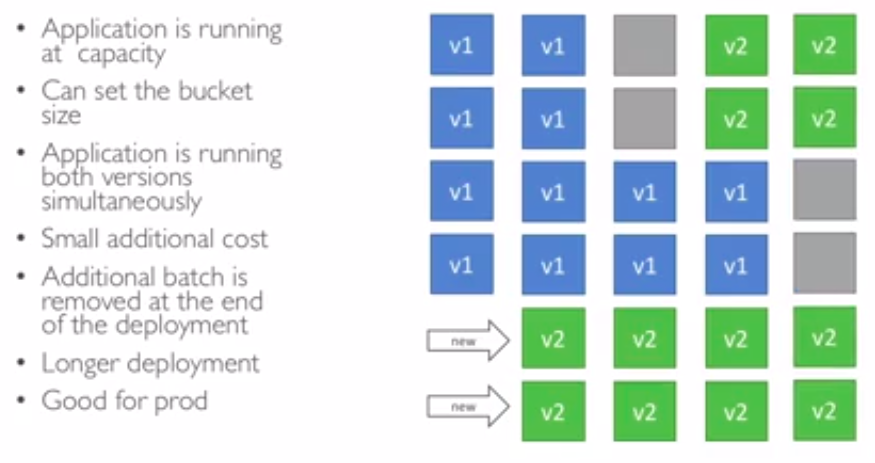 • Application is running
at capacity
• Can set the bucket
size
• Application is running
both versions
simultaneously
• Small additional cost
• Additional batch is
removed at the end
of the deployment
• Longer deployment
• Good for prod
v1 v1 v2 v2
v1 v1 v2 v2
v1 v1 v1 v1
v1 v1 v1 v1
new v2 v2 v2 v2
new v2 v2 v2 v2